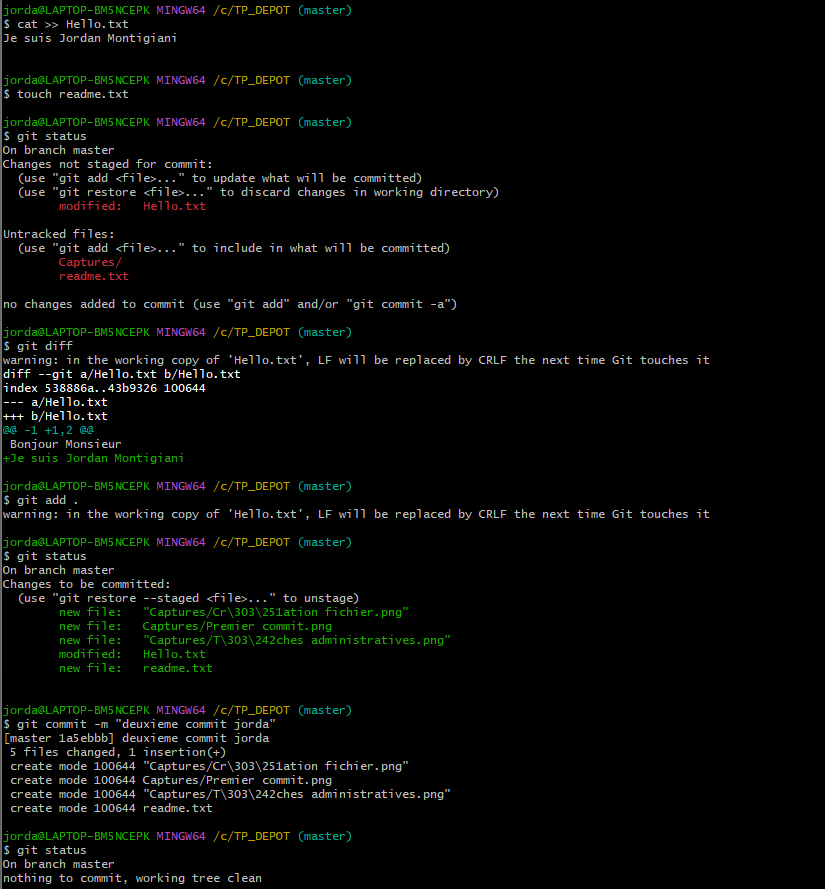 jorda@LAPTOP-BM5NCEPK MINGW64 /c/TP_DEPOT (master)
$ cat >> Hello.txt
Je suis Jordan Montigiani
jorda@LAPTOP-BM5NCEPK MINGW64 /c/TP_DEPOT (master)
$ touch readme.txt
jorda@LAPTOP-BM5NCEPK MINGW64 /c/TP_DEPOT (master)
$ git status
On branch master
Changes not staged for commit:
  (use "git add <file>..." to update what will be committed)
  (use "git restore <file>..." to discard changes in working directory)
        modified:   Hello.txt
Untracked files:
  (use "git add <file>..." to include in what will be committed)
        Captures/
        readme.txt
no changes added to commit (use "git add" and/or "git commit -a")
jorda@LAPTOP-BM5NCEPK MINGW64 /c/TP_DEPOT (master)
$ git diff
warning: in the working copy of 'Hello.txt', LF will be replaced by CRLF the next time Git touches it
diff --git a/Hello.txt b/Hello.txt
index 538886a..43b9326 100644
--- a/Hello.txt
+++ b/Hello.txt
@@ -1 +1,2 @@
 Bonjour Monsieur
+Je suis Jordan Montigiani
jorda@LAPTOP-BM5NCEPK MINGW64 /c/TP_DEPOT (master)
$ git add .
warning: in the working copy of 'Hello.txt', LF will be replaced by CRLF the next time Git touches it
jorda@LAPTOP-BM5NCEPK MINGW64 /c/TP_DEPOT (master)
$ git status
On branch master
Changes to be committed:
  (use "git restore --staged <file>..." to unstage)
        new file:   "Captures/Cr\303\251ation fichier.png"
        new file:   Captures/Premier commit.png
        new file:   "Captures/T\303\242ches administratives.png"
        modified:   Hello.txt
        new file:   readme.txt
jorda@LAPTOP-BM5NCEPK MINGW64 /c/TP_DEPOT (master)
$ git commit -m "deuxieme commit jorda"
[master 1a5ebbb] deuxieme commit jorda
 5 files changed, 1 insertion(+)
 create mode 100644 "Captures/Cr\303\251ation fichier.png"
 create mode 100644 Captures/Premier commit.png
 create mode 100644 "Captures/T\303\242ches administratives.png"
 create mode 100644 readme.txt
jorda@LAPTOP-BM5NCEPK MINGW64 /c/TP_DEPOT (master)
$ git status
On branch master
nothing to commit, working tree clean